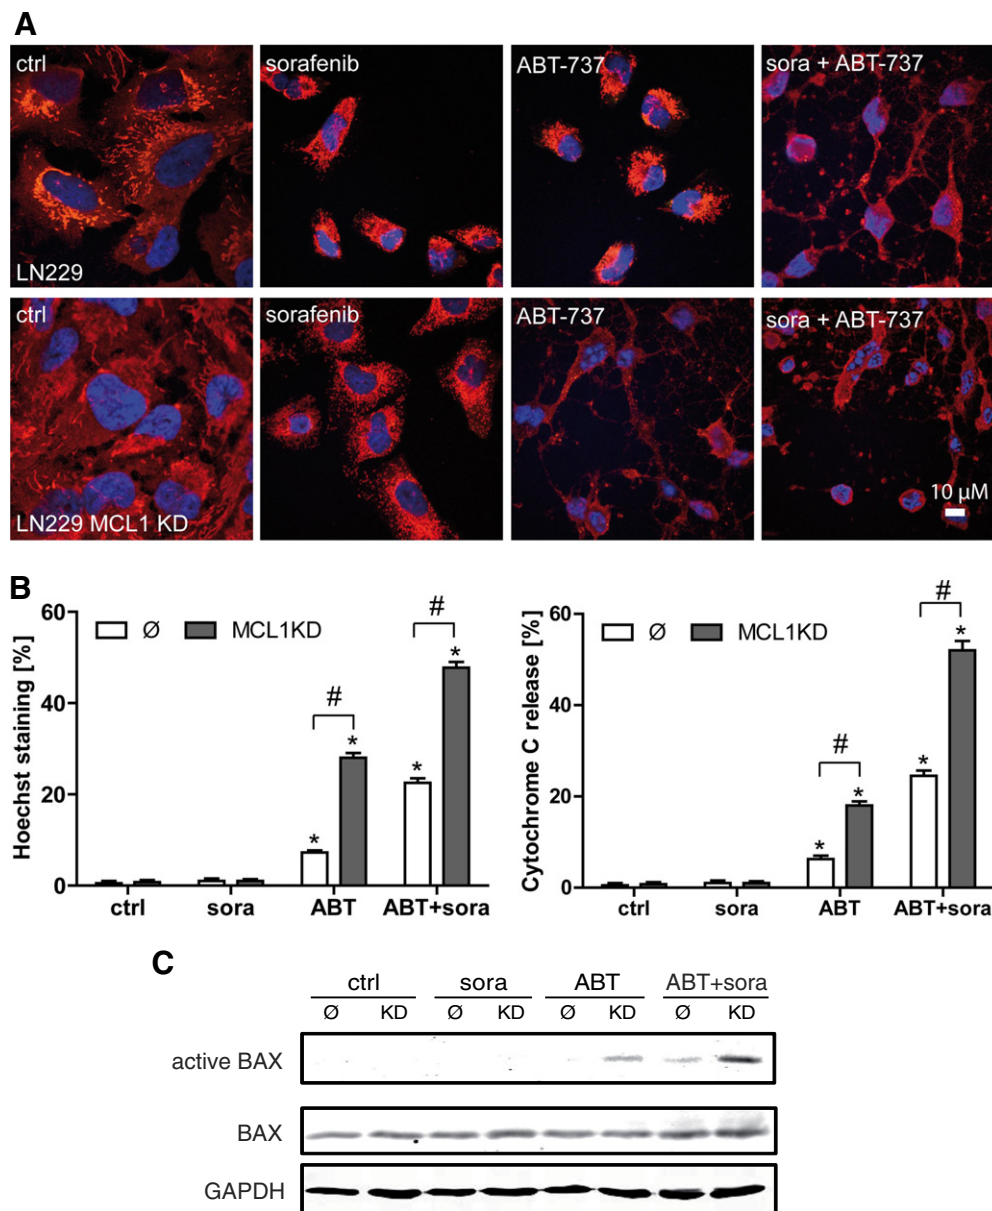 A
ctrl
sorafenib
ABT-737
sora + ABT-737
LN229
ctrl
sorafenib
ABT-737
sora + ABT-737
LN229 MCL1 KD
10 µM
B
Hoechst staining [%]
60
40
20
0
Ø MCL1KD
* # * * # *
ctrl sora ABT ABT+sora
Cytochrome C release [%]
60
40
20
0
Ø MCL1KD
* # * * # *
ctrl sora ABT ABT+sora
C
ctrl sora ABT ABT+sora
Ø KD Ø KD Ø KD Ø KD
active BAX
BAX
GAPDH